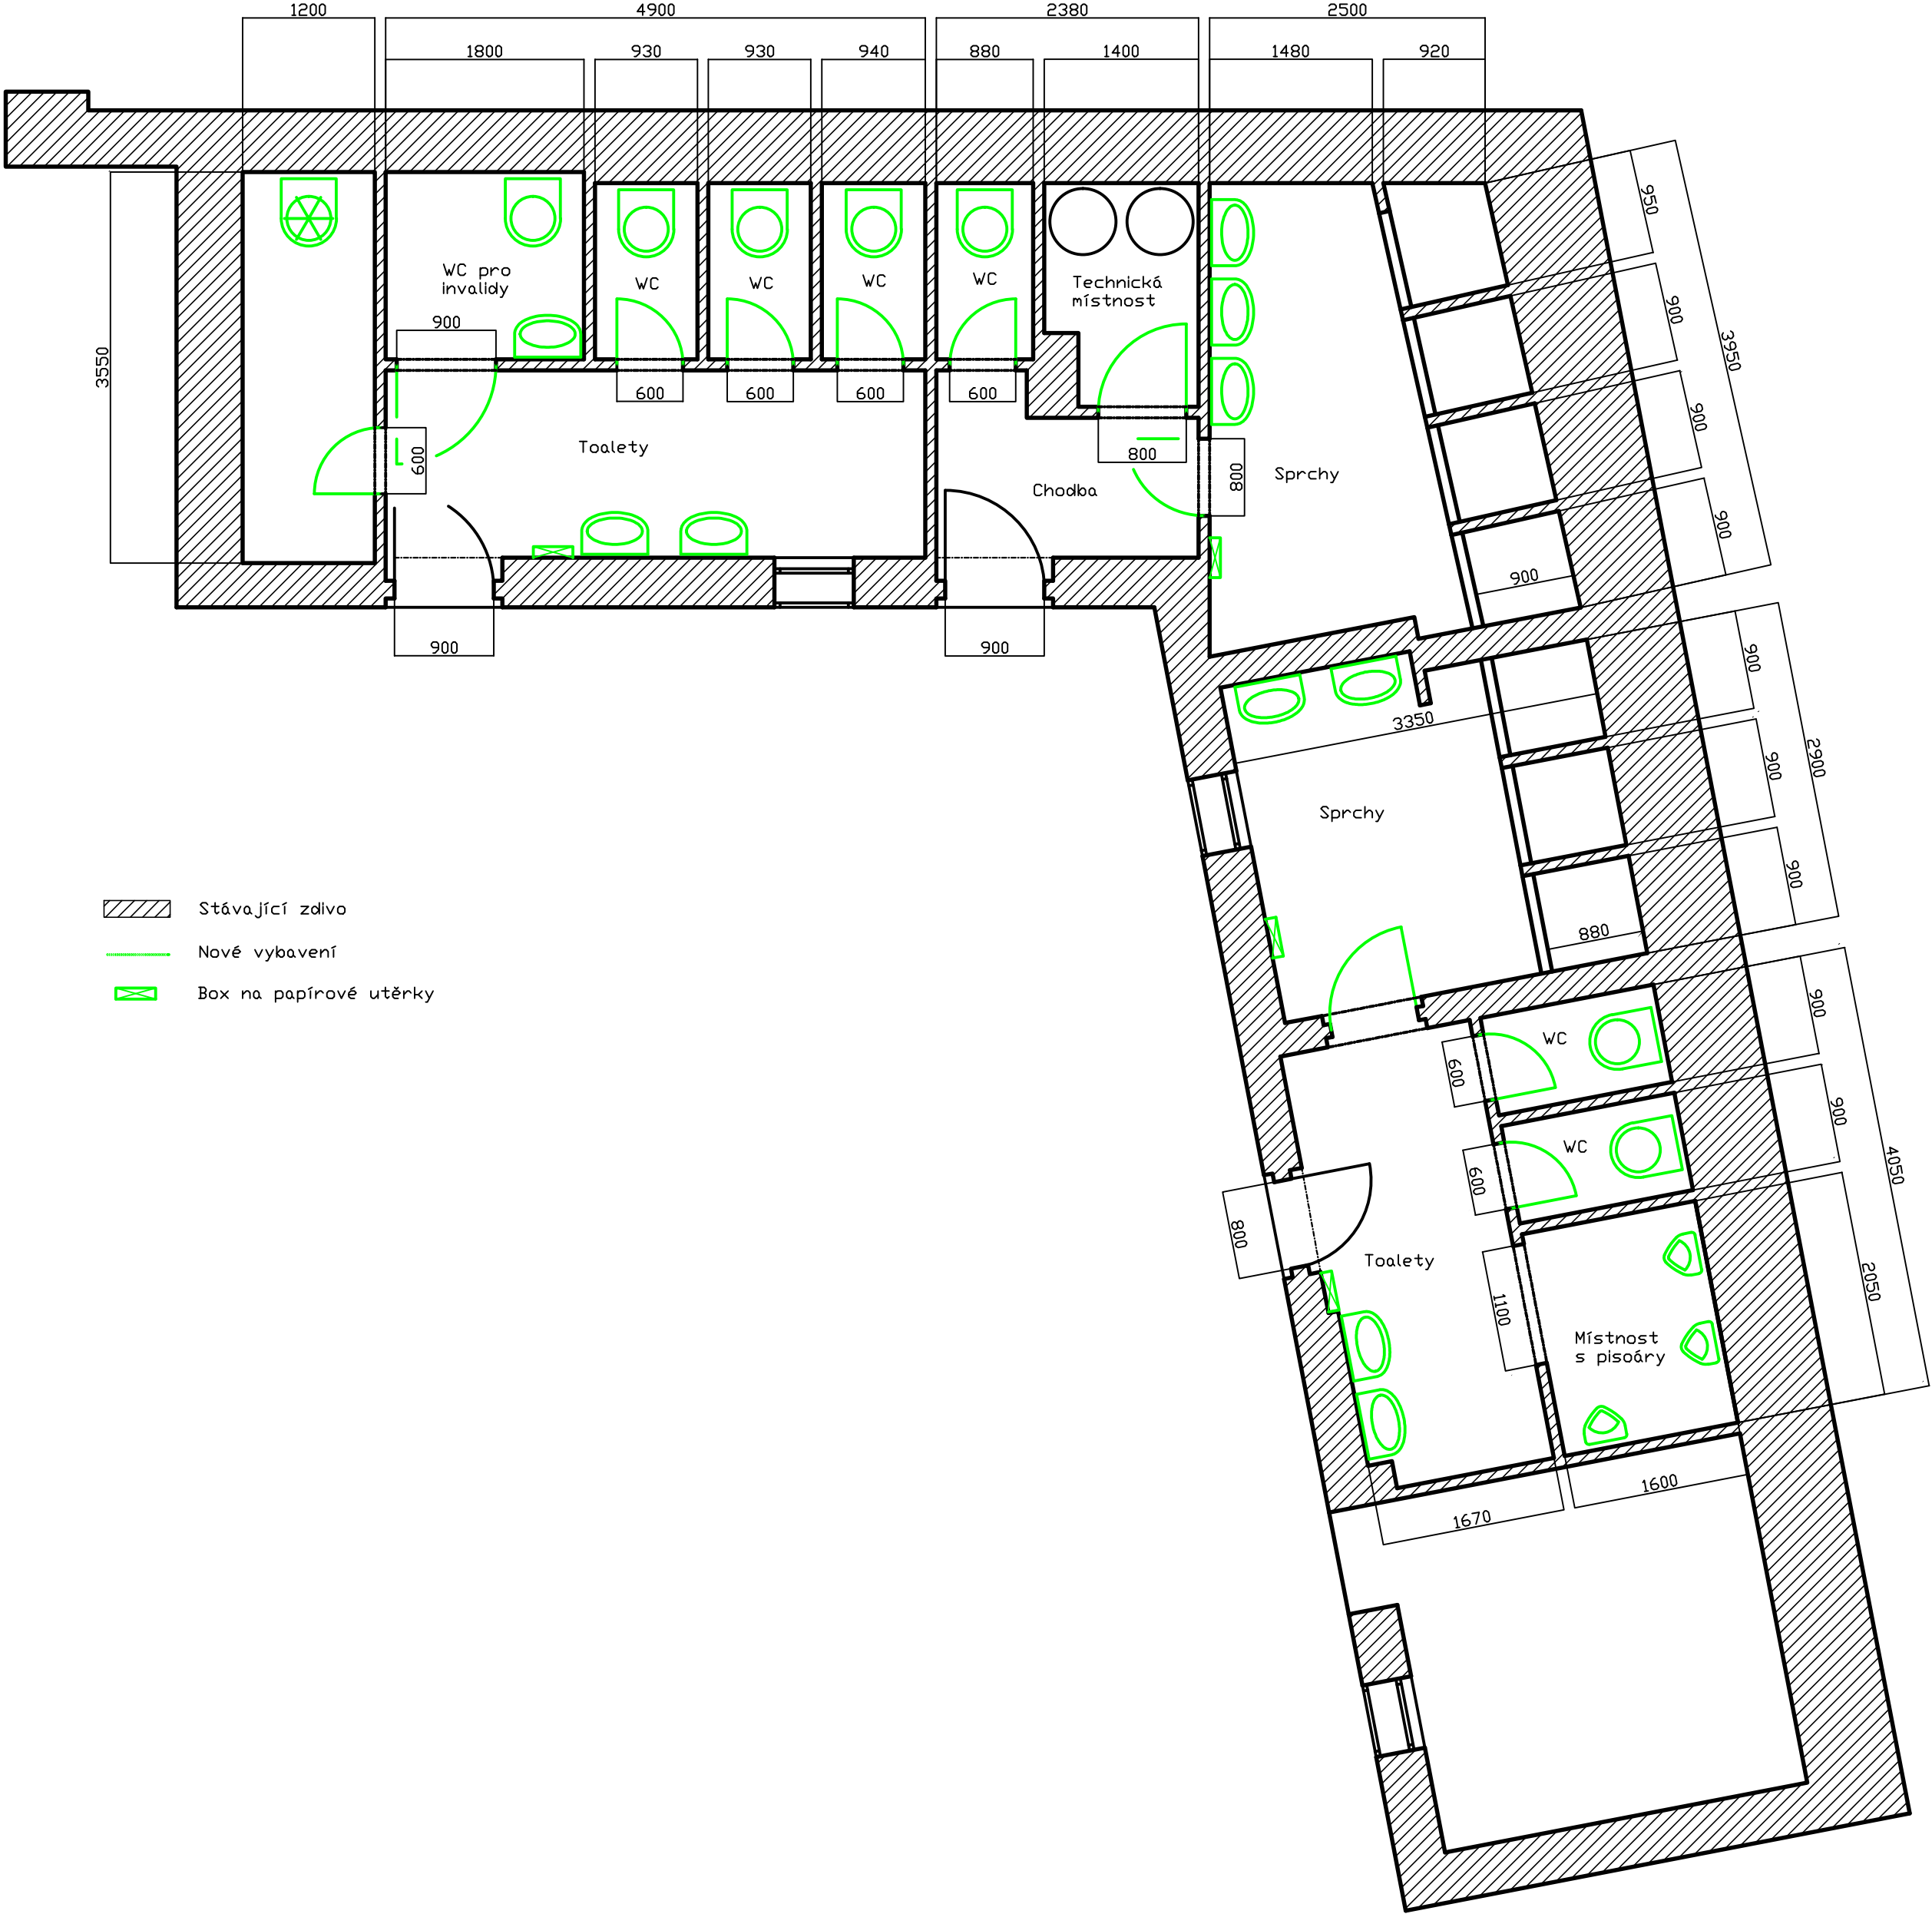 1200
4900
2380
2500
1800
930
930
940
880
1400
1480
920
950
900
900
900
3950
3550
WC pro
invalidy
WC
WC
WC
WC
Technická
místnost
900
600
600
600
600
600
800
800
Toalety
Chodba
Sprchy
900
900
900
3350
900
900
900
2900
Sprchy
880
Stávající zdivo
Nové vybavení
Box na papírové utěrky
WC
WC
600
600
900
900
4050
2050
800
1100
Toalety
Místnost
s pisoáry
1670
1600